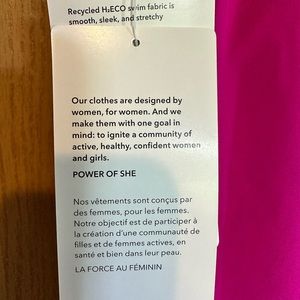 Recycled H₂ECO swim fabric is
smooth, sleek, and stretchy
Our clothes are designed by
women, for women. And we
make them with one goal in
mind: to ignite a community of
active, healthy, confident women
and girls.
POWER OF SHE
Nos vêtements sont conçus par
des femmes, pour les femmes.
Notre objectif est de participer à
la création d'une communauté de
filles et de femmes actives, en
santé et bien dans leur peau.
LA FORCE AU FÉMININ